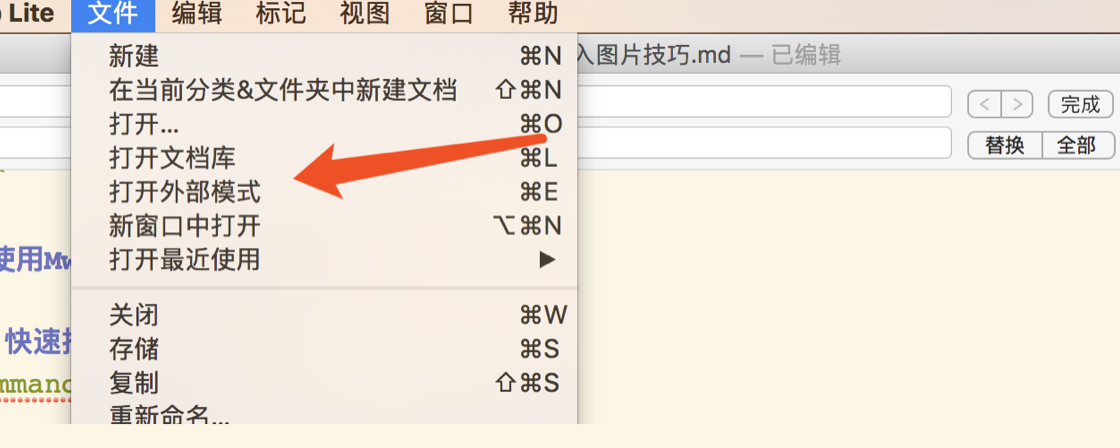 Lite 文件 编辑 标记 视图 窗口 帮助
入图片技巧.md — 已编辑
新建 ⌘N
在当前分类&文件夹中新建文档 ⇧⌘N
< > 完成
打开... ⌘O
打开文档库 ⌘L
替换 全部
打开外部模式 ⌘E
新窗口中打开 ⌥⌘N
打开最近使用 ▶
使用Mw
关闭 ⌘W
快速
存储 ⌘S
复制 ⇧⌘S
mmand
重新命名...